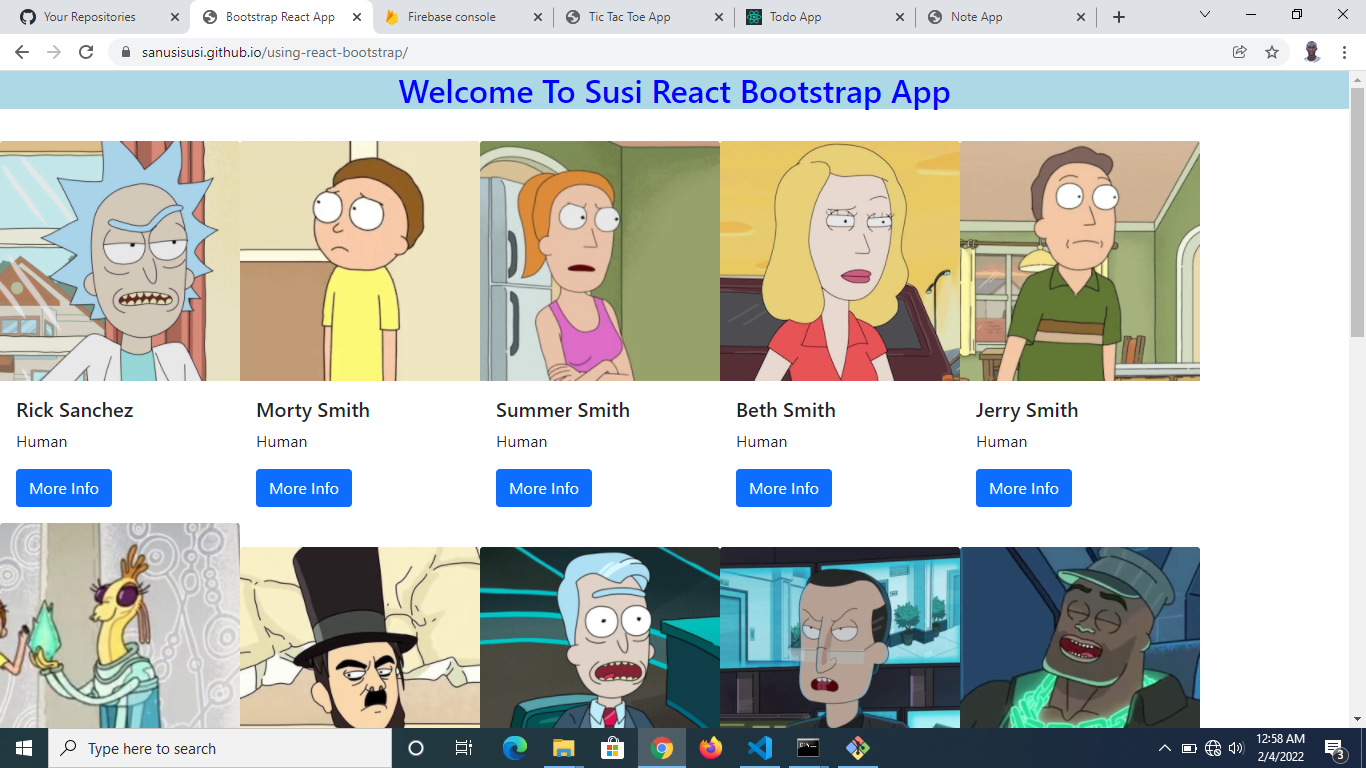 Your Repositories
Bootstrap React App
Firebase console
Tic Tac Toe App
Todo App
Note App
sanusisusi.github.io/using-react-bootstrap/
Welcome To Susi React Bootstrap App
Rick Sanchez
Morty Smith
Summer Smith
Beth Smith
Jerry Smith
Human
Human
Human
Human
Human
More Info
More Info
More Info
More Info
More Info
Type here to search
12:58 AM
2/4/2022
3